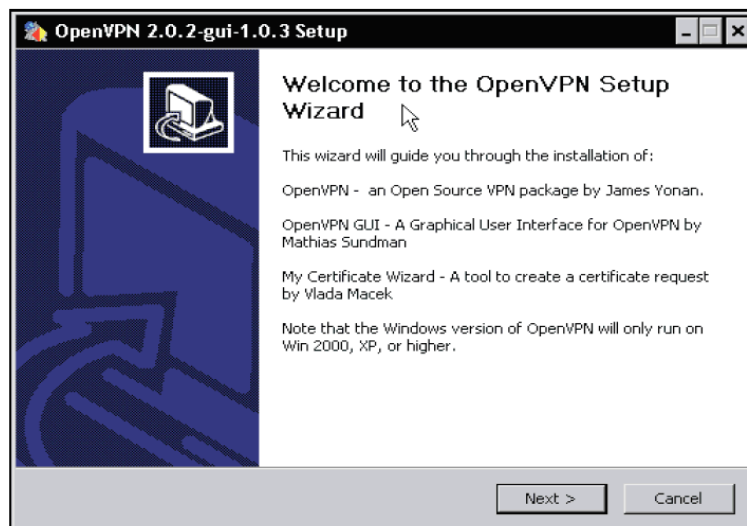 OpenVPN 2.0.2-gui-1.0.3 Setup
Welcome to the OpenVPN Setup
Wizard
This wizard will guide you through the installation of:
OpenVPN - an Open Source VPN package by James Yonan.
OpenVPN GUI - A Graphical User Interface for OpenVPN by
Mathias Sundman
My Certificate Wizard - A tool to create a certificate request
by Vlada Macek
Note that the Windows version of OpenVPN will only run on
Win 2000, XP, or higher.
Next > Cancel